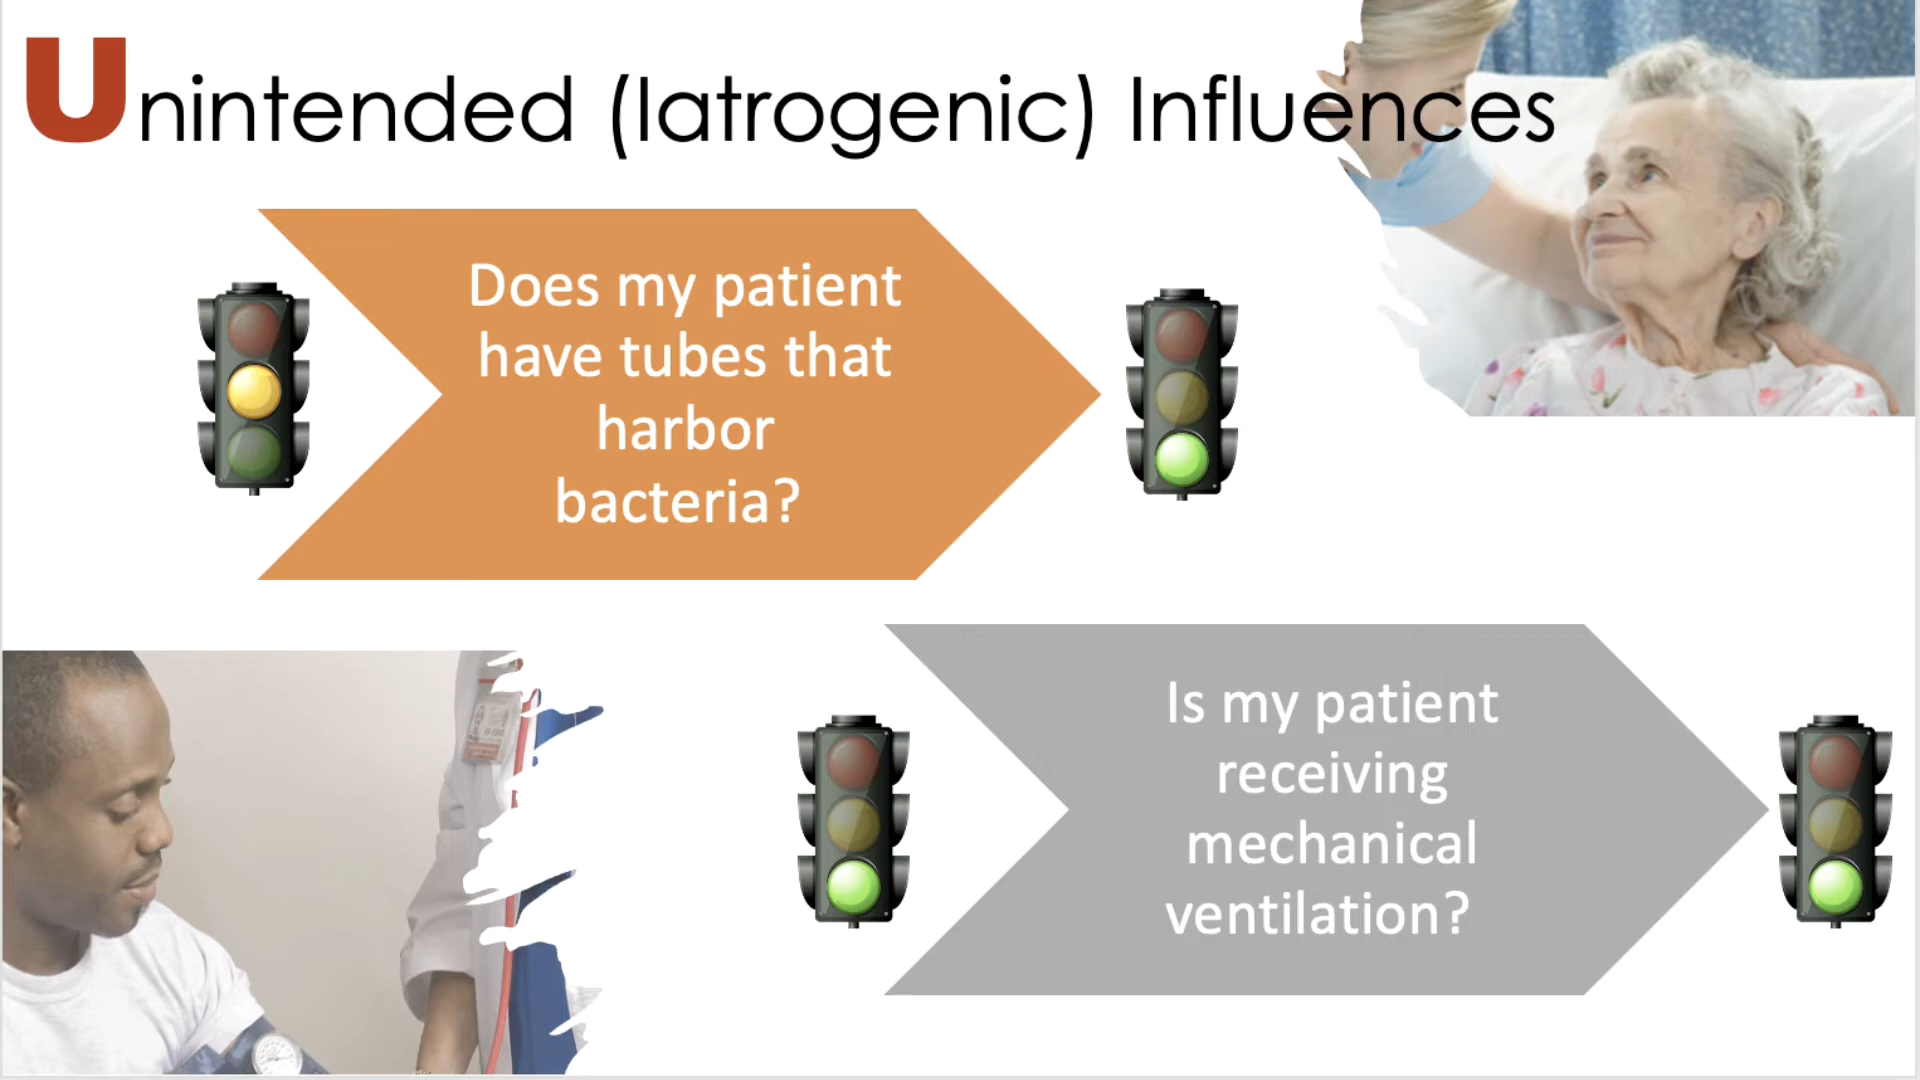 Unintended (Iatrogenic) Influences
Does my patient
have tubes that
harbor
bacteria?
Is my patient
receiving
mechanical
ventilation?